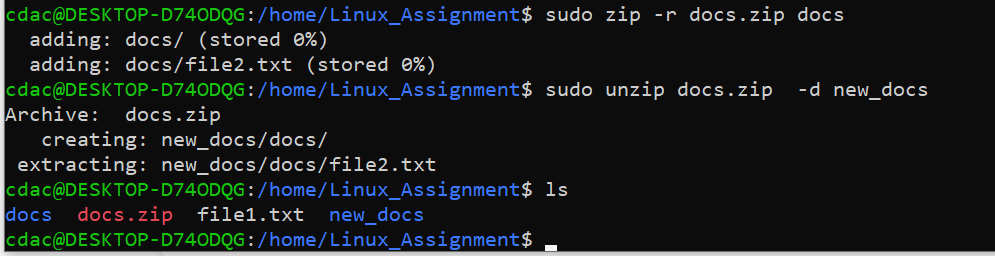 cdac@DESKTOP-D74ODQG:/home/Linux_Assignment$ sudo zip -r docs.zip docs
  adding: docs/ (stored 0%)
  adding: docs/file2.txt (stored 0%)
cdac@DESKTOP-D74ODQG:/home/Linux_Assignment$ sudo unzip docs.zip  -d new_docs
Archive:  docs.zip
   creating: new_docs/docs/
 extracting: new_docs/docs/file2.txt
cdac@DESKTOP-D74ODQG:/home/Linux_Assignment$ ls
docs  docs.zip  file1.txt  new_docs
cdac@DESKTOP-D74ODQG:/home/Linux_Assignment$